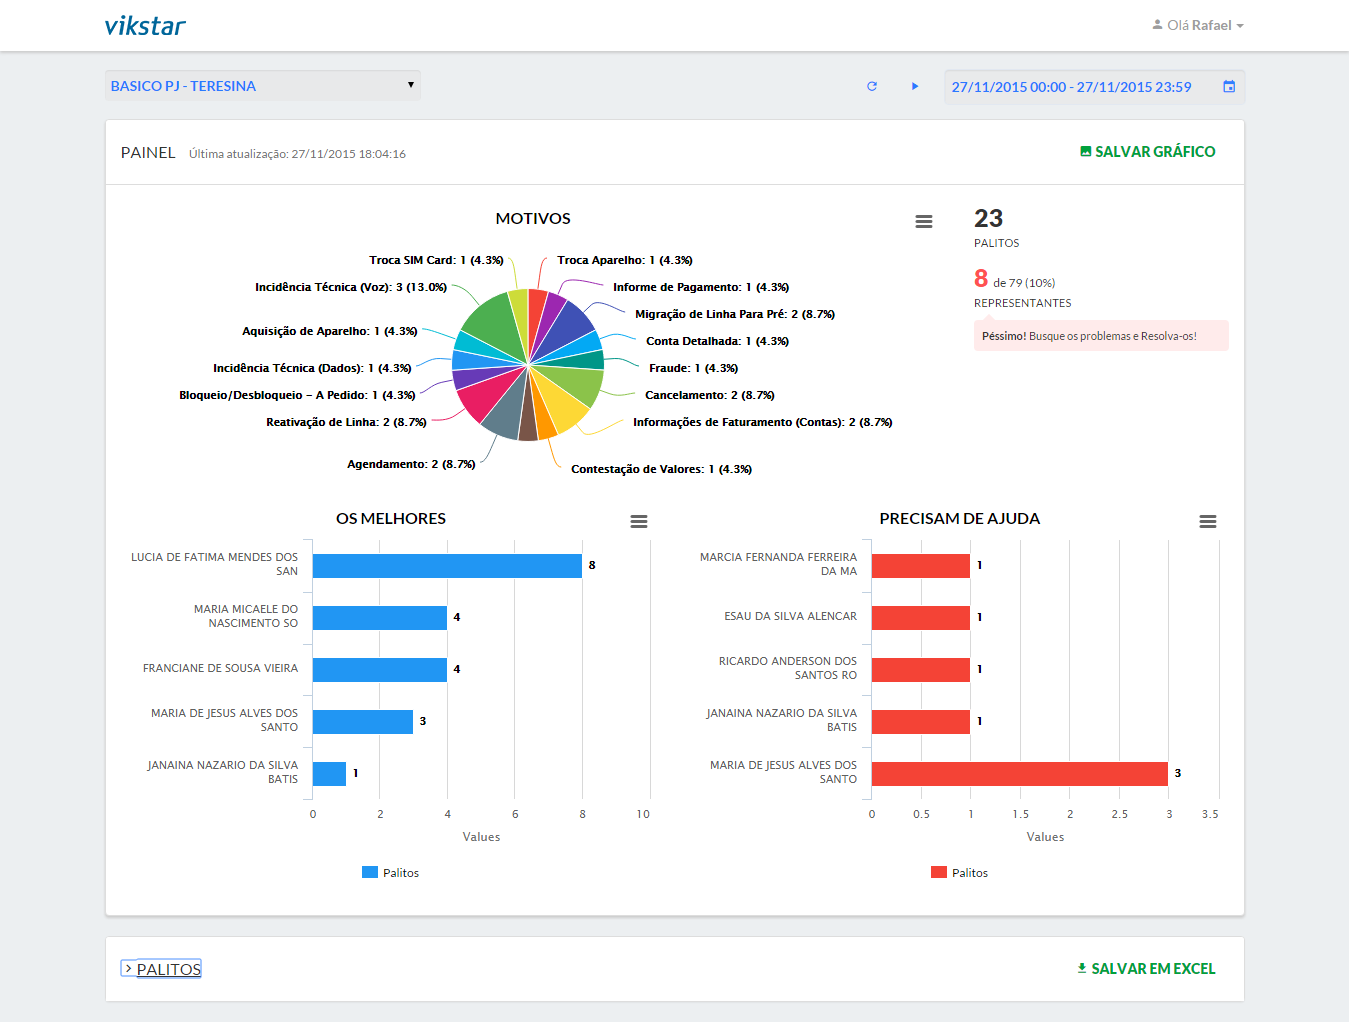 vikstar
Olá Rafael
BASICO PJ - TERESINA
27/11/2015 00:00 - 27/11/2015 23:59
PAINEL Última atualização: 27/11/2015 18:04:16
SALVAR GRÁFICO
MOTIVOS
Troca SIM Card: 1 (4.3%)
Troca Aparelho: 1 (4.3%)
Incidência Técnica (Voz): 3 (13.0%)
Informe de Pagamento: 1 (4.3%)
Migração de Linha Para Pré: 2 (8.7%)
Aquisição de Aparelho: 1 (4.3%)
Conta Detalhada: 1 (4.3%)
Incidência Técnica (Dados): 1 (4.3%)
Fraude: 1 (4.3%)
Bloqueio/Desbloqueio - A Pedido: 1 (4.3%)
Cancelamento: 2 (8.7%)
Reativação de Linha: 2 (8.7%)
Informações de Faturamento (Contas): 2 (8.7%)
Agendamento: 2 (8.7%)
Contestação de Valores: 1 (4.3%)
23
PALITOS
8 de 79 (10%)
REPRESENTANTES
Péssimo! Busque os problemas e Resolva-os!
OS MELHORES
LUCIA DE FATIMA MENDES DOS
SAN
8
MARIA MICAELE DO
NASCIMENTO SO
4
FRANCIANE DE SOUSA VIEIRA
4
MARIA DE JESUS ALVES DOS
SANTO
3
JANAINA NAZARIO DA SILVA
BATIS
1
0 2 4 6 8 10
Values
Palitos
PRECISAM DE AJUDA
MARCIA FERNANDA FERREIRA
DA MA
1
ESAU DA SILVA ALENCAR
1
RICARDO ANDERSON DOS
SANTOS RO
1
JANAINA NAZARIO DA SILVA
BATIS
1
MARIA DE JESUS ALVES DOS
SANTO
3
0 0.5 1 1.5 2 2.5 3 3.5
Values
Palitos
PALITOS
SALVAR EM EXCEL